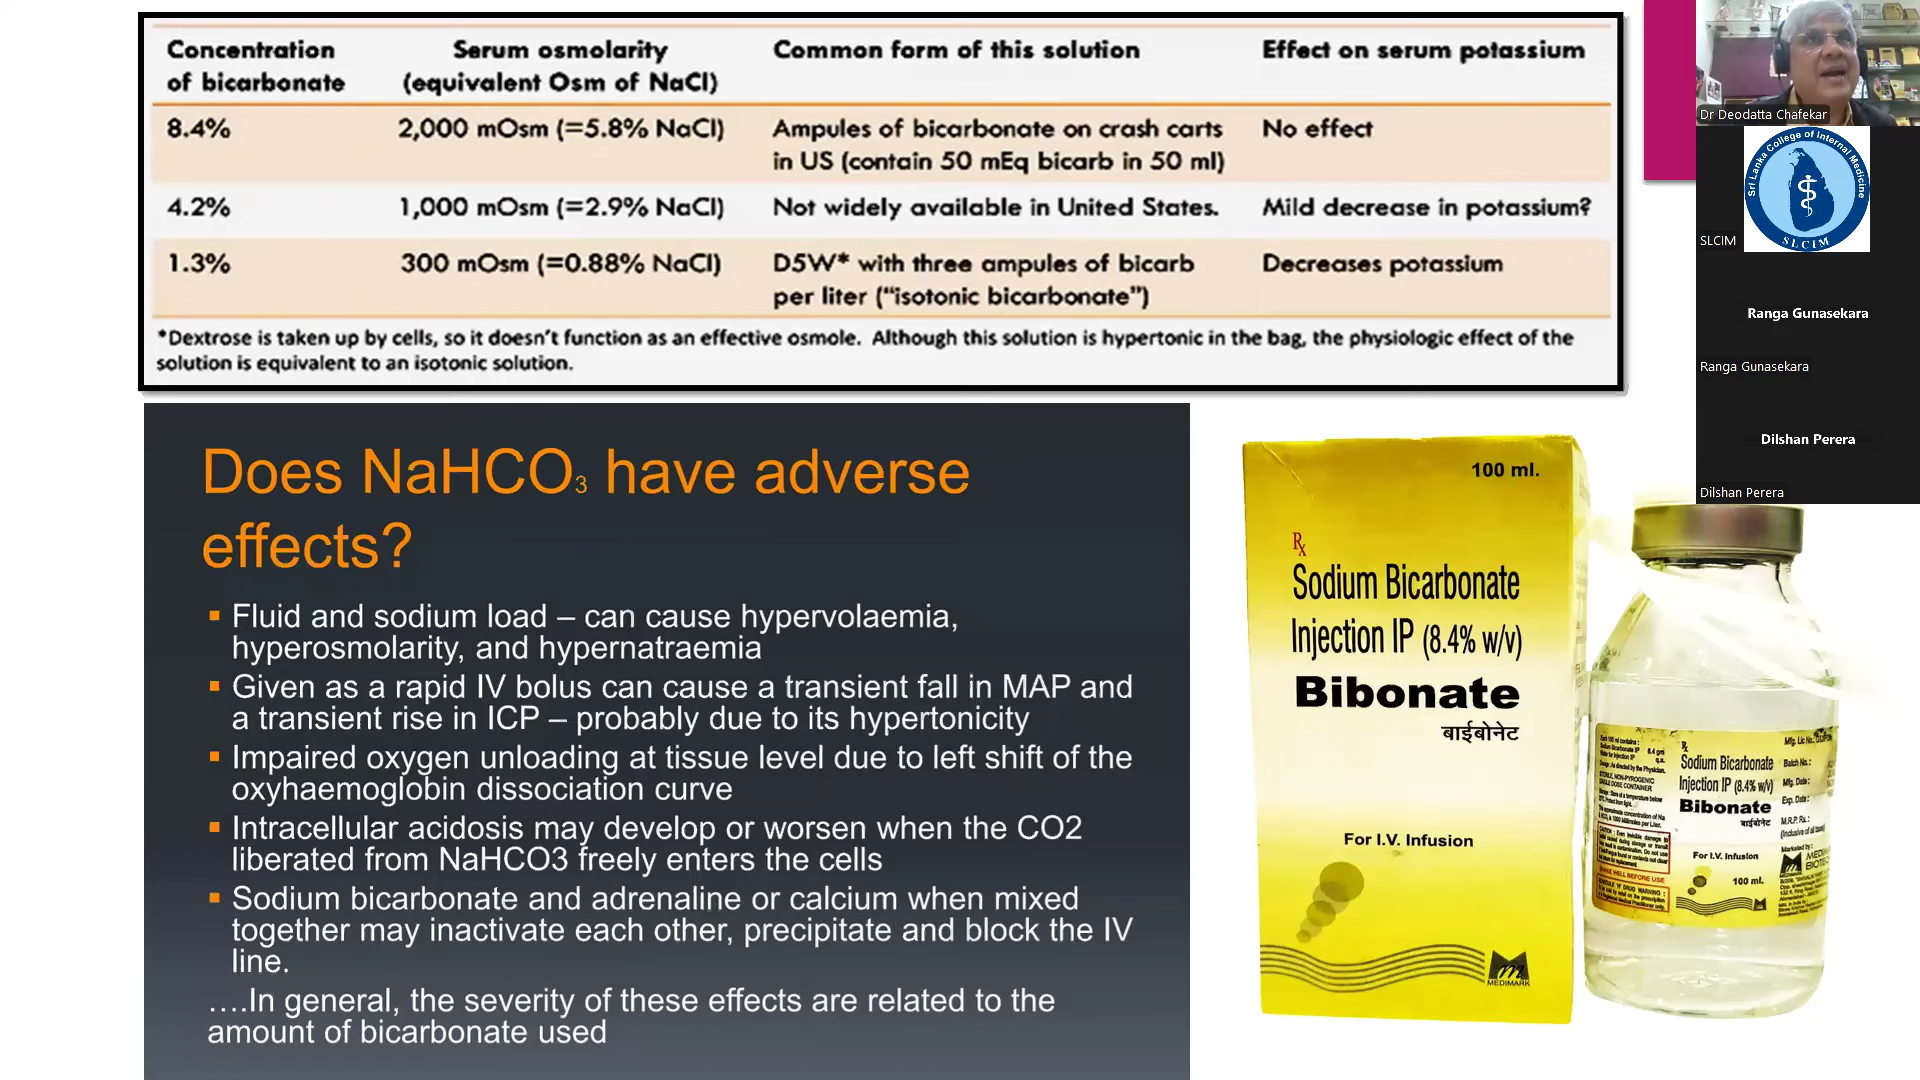 Concentration of bicarbonate
Serum osmolarity (equivalent Osm of NaCl)
Common form of this solution
Effect on serum potassium
8.4%
2,000 mOsm (=5.8% NaCl)
Ampules of bicarbonate on crash carts
in US (contain 50 mEq bicarb in 50 ml)
No effect
4.2%
1,000 mOsm (=2.9% NaCl)
Not widely available in United States.
Mild decrease in potassium?
1.3%
300 mOsm (=0.88% NaCl)
D5W* with three ampules of bicarb
per liter (“isotonic bicarbonate”)
Decreases potassium
*Dextrose is taken up by cells, so it doesn’t function as an effective osmole. Although this solution is hypertonic in the bag, the physiologic effect of the
solution is equivalent to an isotonic solution.
Does NaHCO3 have adverse
effects?
Fluid and sodium load – can cause hypervolaemia,
hyperosmolarity, and hypernatraemia
Given as a rapid IV bolus can cause a transient fall in MAP and
a transient rise in ICP – probably due to its hypertonicity
Impaired oxygen unloading at tissue level due to left shift of the
oxyhaemoglobin dissociation curve
Intracellular acidosis may develop or worsen when the CO2
liberated from NaHCO3 freely enters the cells
Sodium bicarbonate and adrenaline or calcium when mixed
together may inactivate each other, precipitate and block the IV
line.
….In general, the severity of these effects are related to the
amount of bicarbonate used
100 ml.
Rx
Sodium Bicarbonate
Injection IP (8.4% w/v)
Bibonate
बाईबोनेट
For I.V. Infusion
MEDIMARK
Rx
Sodium Bicarbonate
Injection IP (8.4% w/v)
Bibonate
बाईबोनेट
For I.V. Infusion
100 ml.
Mfg. Lic No.:
Batch No.:
Mfg. Date:
Exp. Date:
M.R.P. Rs.:
Dr Deodatta Chafekar
Sri Lanka College of Internal Medicine
SLCIM
SLCIM
Ranga Gunasekara
Ranga Gunasekara
Dilshan Perera
Dilshan Perera